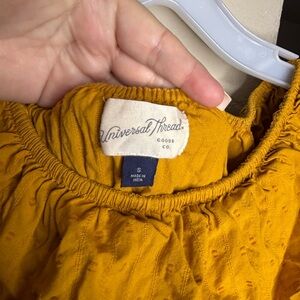 Universal Thread
GOODS
CO.
S
MADE IN
INDIA